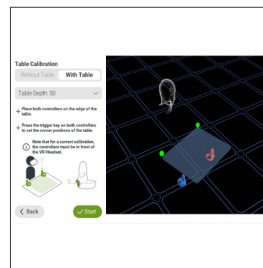 Table Calibration
Without Table
With Table
Table Depth: 50
Place both controllers on the edge of the
table.
Press the trigger key on both controllers
to set the corner positions of the table.
Note that for a correct calibration,
the controllers must be in front of
the VR-Headset.
Back
Start